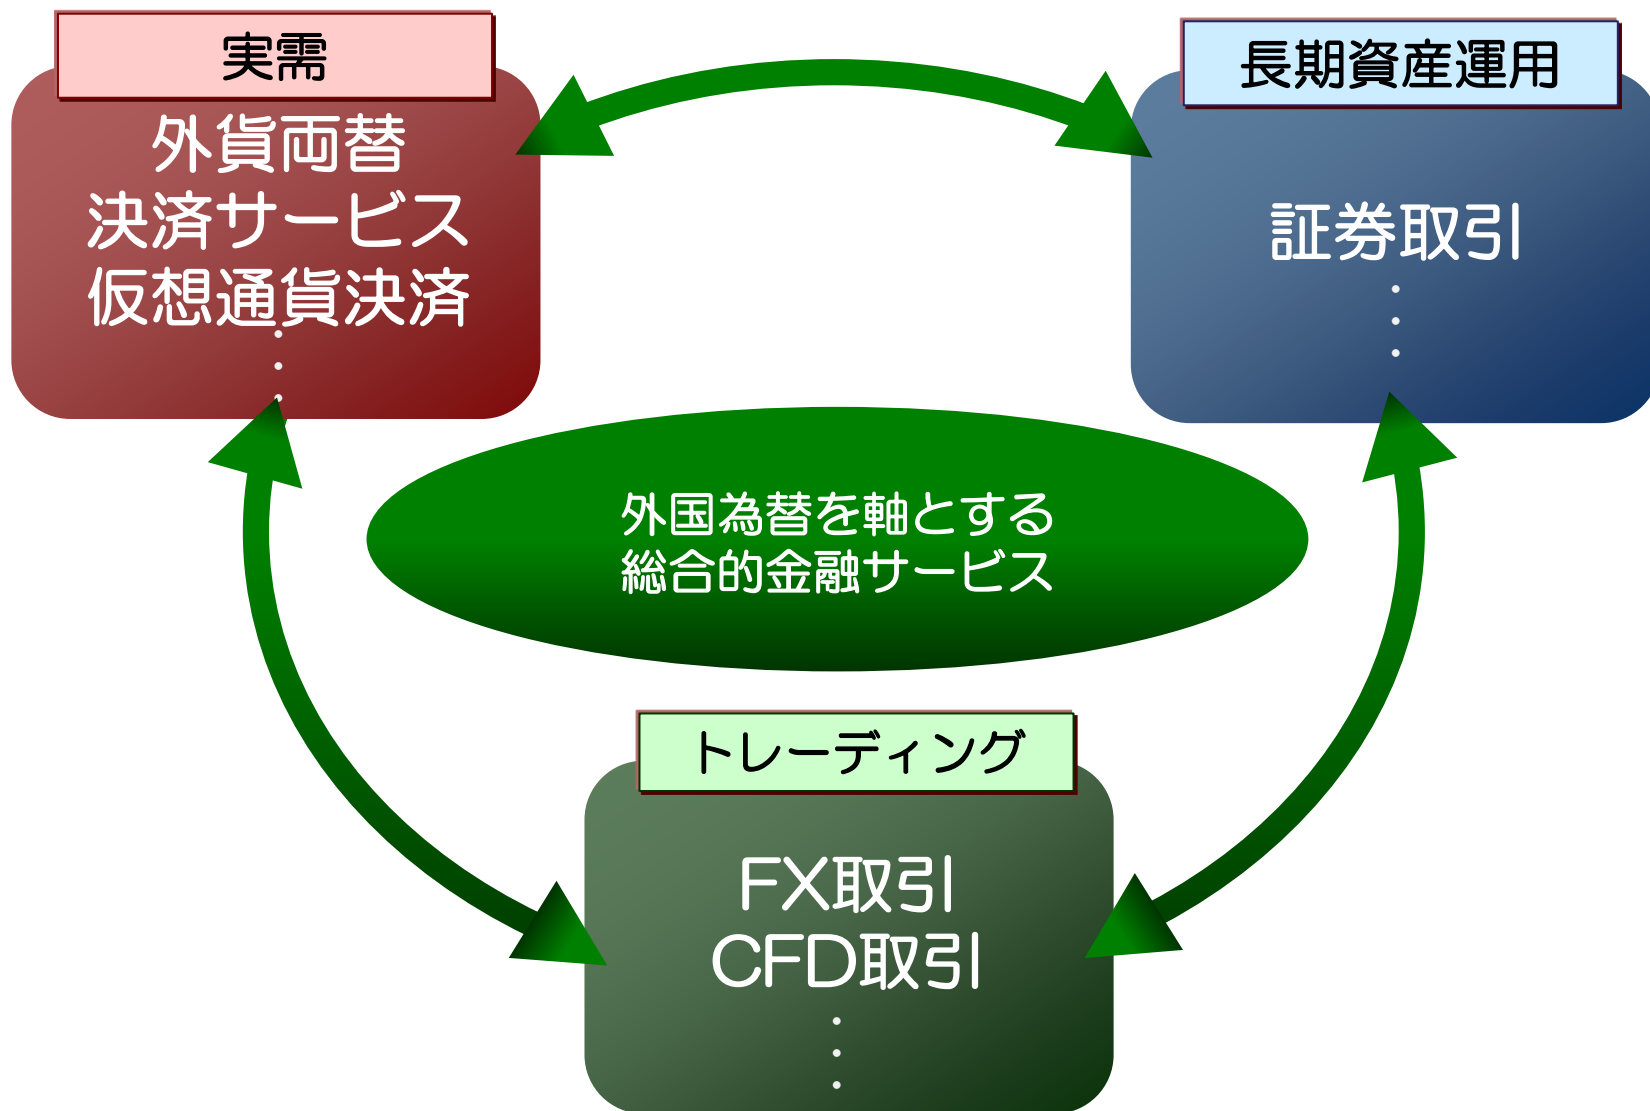 実需
外貨両替
決済サービス
仮想通貨決済
・
・
・
長期資産運用
証券取引
・
・
・
外国為替を軸とする
総合的金融サービス
トレーディング
FX取引
CFD取引
・
・
・